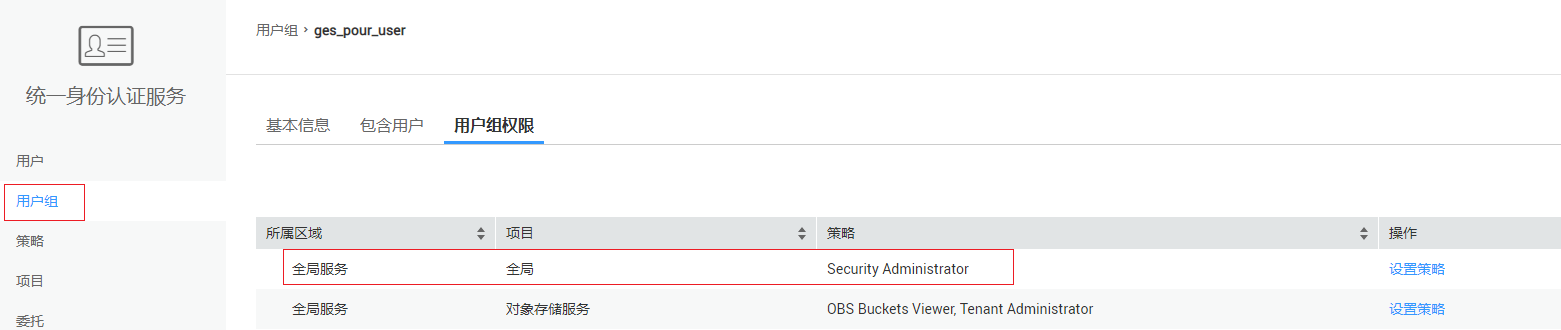 统一身份认证服务
用户
用户组
策略
项目
委托
用户组 › ges_pour_user
基本信息 包含用户 用户组权限
所属区域 项目 策略 操作
全局服务 全局 Security Administrator 设置策略
全局服务 对象存储服务 OBS Buckets Viewer, Tenant Administrator 设置策略